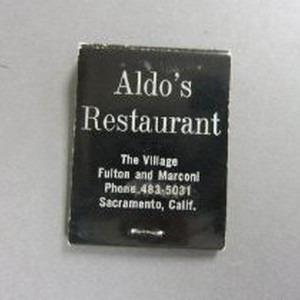 Aldo's
Restaurant
The Village
Fulton and Marconi
Phone 483-5031
Sacramento, Calif.